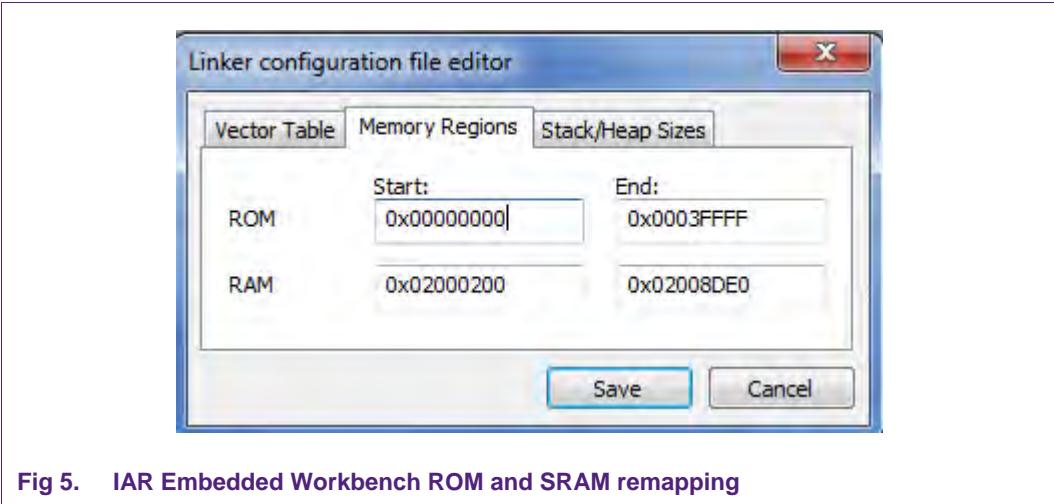 Linker configuration file editor
Vector Table Memory Regions Stack/Heap Sizes
Start: End:
ROM 0x00000000 0x0003FFFF
RAM 0x02000200 0x02008DE0
Save Cancel
Fig 5. IAR Embedded Workbench ROM and SRAM remapping